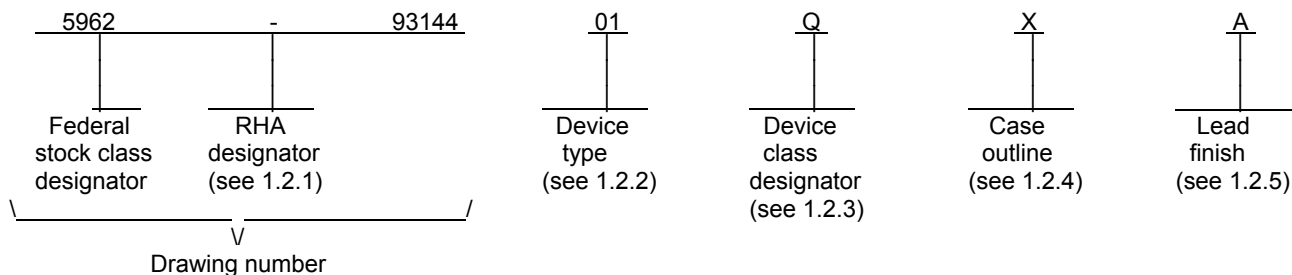 5962 - 93144 01 Q X A
Federal stock class designator
RHA designator (see 1.2.1)
Device type (see 1.2.2)
Device class designator (see 1.2.3)
Case outline (see 1.2.4)
Lead finish (see 1.2.5)
Drawing number